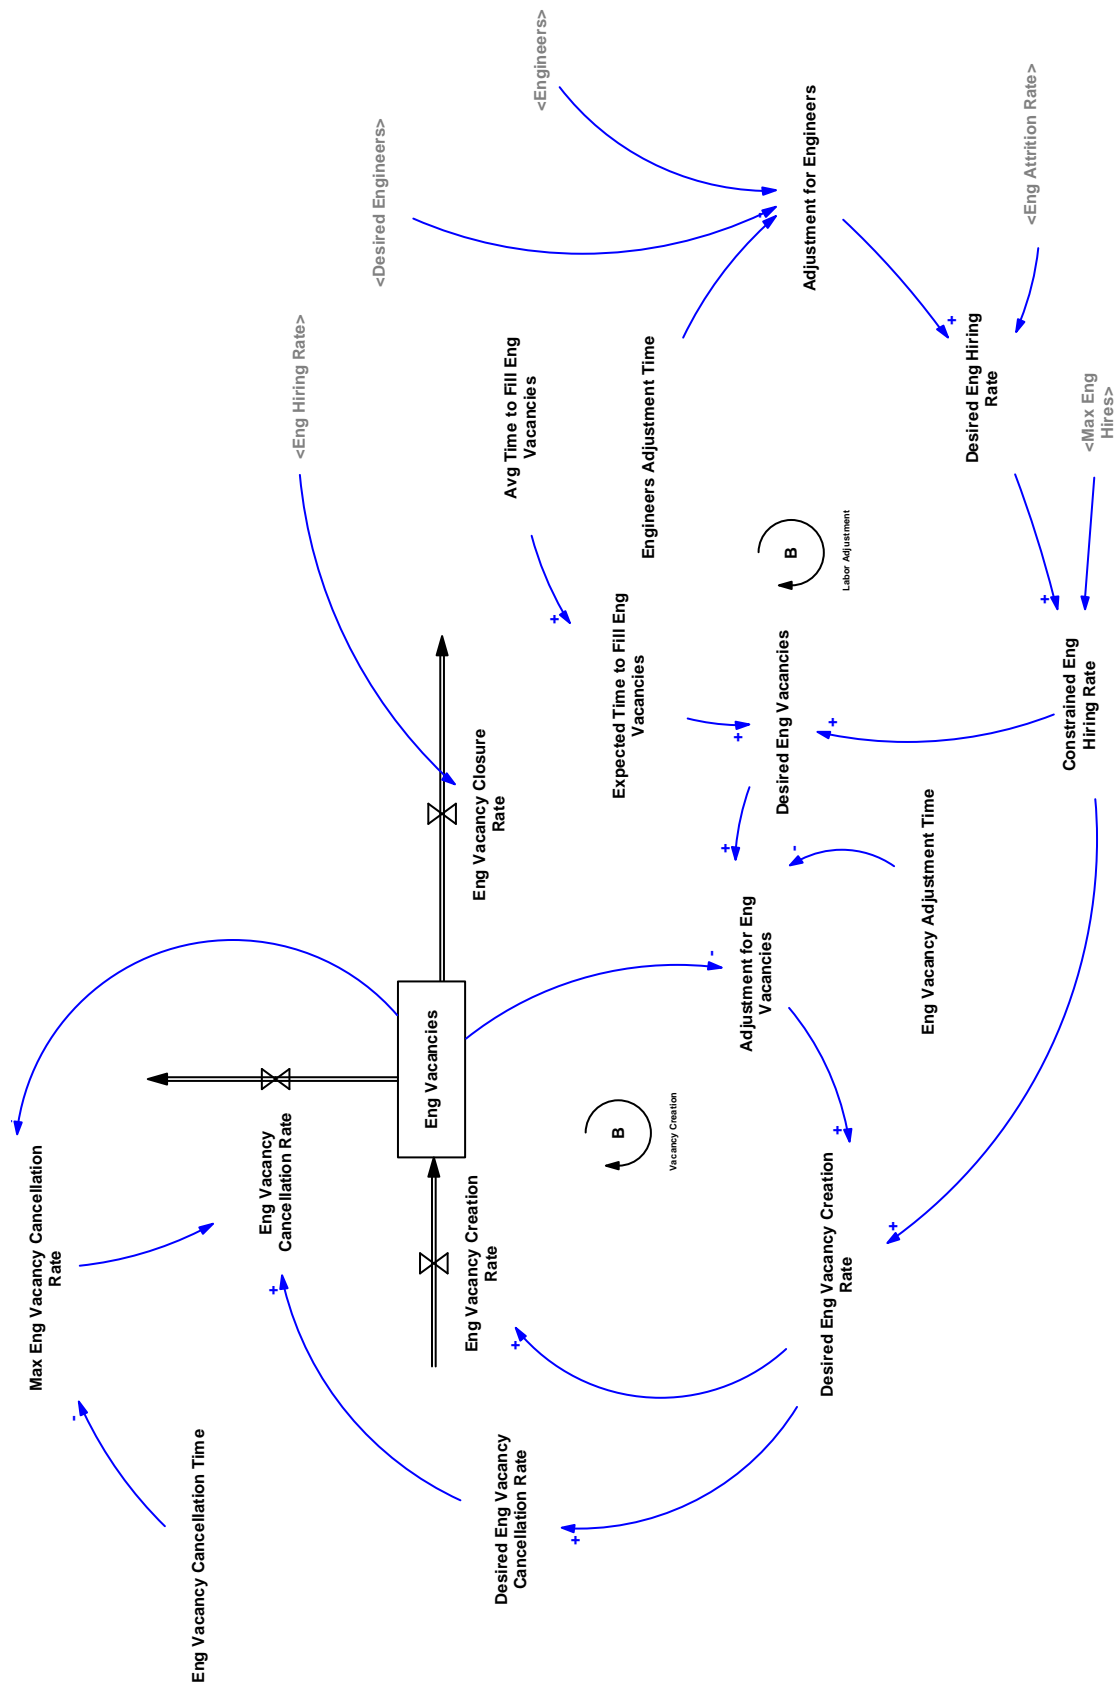 Max Eng Vacancy Cancellation
Rate
Eng Vacancy Cancellation Time
Eng Vacancy
Cancellation Rate
<Eng Hiring Rate>
<Desired Engineers>
<Engineers>
Eng Vacancies
Eng Vacancy Creation
Rate
Eng Vacancy Closure
Rate
Desired Eng Vacancy
Cancellation Rate
Avg Time to Fill Eng
Vacancies
B
Vacancy Creation
Expected Time to Fill Eng
Vacancies
Engineers Adjustment Time
Adjustment for Eng
Vacancies
Desired Eng Vacancies
B
Labor Adjustment
Adjustment for Engineers
Desired Eng Vacancy Creation
Rate
Eng Vacancy Adjustment Time
Desired Eng Hiring
Rate
<Eng Attrition Rate>
Constrained Eng
Hiring Rate
<Max Eng
Hires>
-
+
+
+
+
+
-
+
-
+
+
+
+
+
+